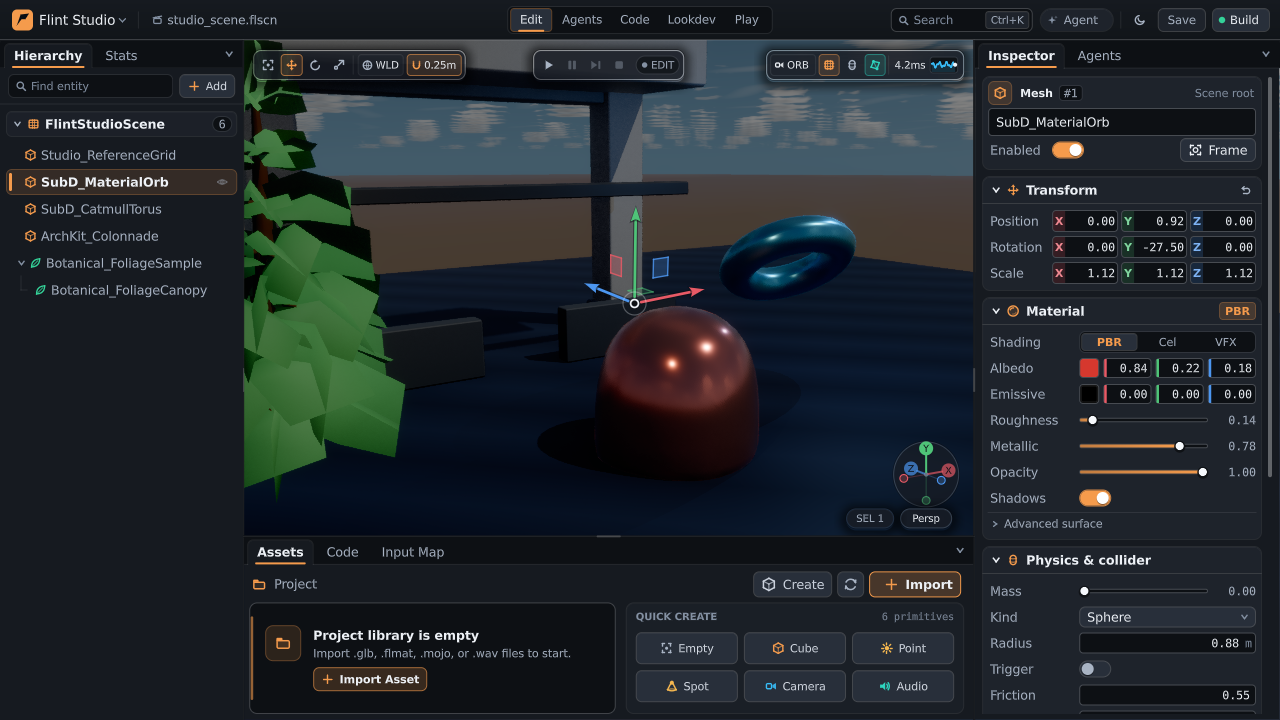 Flint Studio
studio_scene.flscn
Edit
Agents
Code
Lookdev
Play
Search
Ctrl+K
Agent
Save
Build
Hierarchy
Stats
Find entity
Add
FlintStudioScene
6
Studio_ReferenceGrid
SubD_MaterialOrb
SubD_CatmullTorus
ArchKit_Colonnade
Botanical_FoliageSample
Botanical_FoliageCanopy
WLD
0.25m
EDIT
ORB
4.2ms
Y
X
Z
SEL 1
Persp
Assets
Code
Input Map
Project
Create
Import
Project library is empty
Import .glb, .flmat, .mojo, or .wav files to start.
Import Asset
QUICK CREATE
6 primitives
Empty
Cube
Point
Spot
Camera
Audio
Inspector
Agents
Mesh
#1
Scene root
SubD_MaterialOrb
Enabled
Frame
Transform
Position X 0.00 Y 0.92 Z 0.00
Rotation X 0.00 Y -27.50 Z 0.00
Scale X 1.12 Y 1.12 Z 1.12
Material
PBR
Shading PBR Cel VFX
Albedo 0.84 0.22 0.18
Emissive 0.00 0.00 0.00
Roughness 0.14
Metallic 0.78
Opacity 1.00
Shadows
Advanced surface
Physics & collider
Mass 0.00
Kind Sphere
Radius 0.88 m
Trigger
Friction 0.55